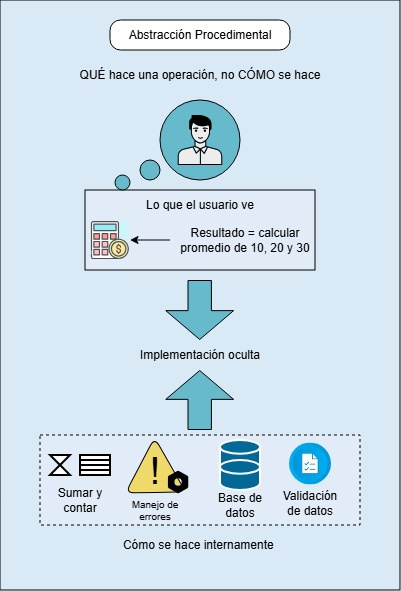 Abstracción Procedimental
QUÉ hace una operación, no CÓMO se hace
Lo que el usuario ve
Resultado = calcular
promedio de 10, 20 y 30
$
Implementación oculta
!
Sumar y
contar
Manejo de
errores
Base de
datos
Validación
de datos
Cómo se hace internamente